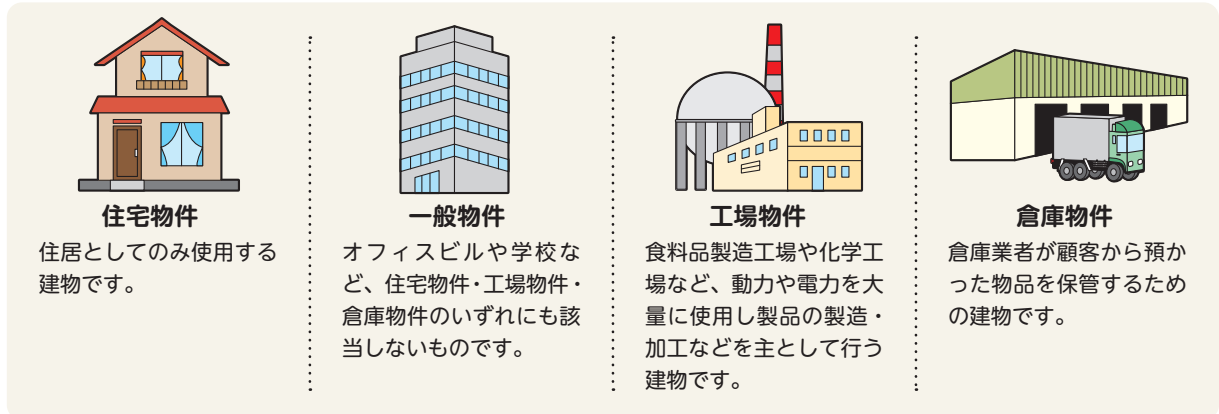 住宅物件
住居としてのみ使用する
建物です。
一般物件
オフィスビルや学校な
ど、住宅物件・工場物件・
倉庫物件のいずれにも該
当しないものです。
工場物件
食料品製造工場や化学工
場など、動力や電力を大
量に使用し製品の製造・
加工などを主として行う
建物です。
倉庫物件
倉庫業者が顧客から預か
った物品を保管するため
の建物です。